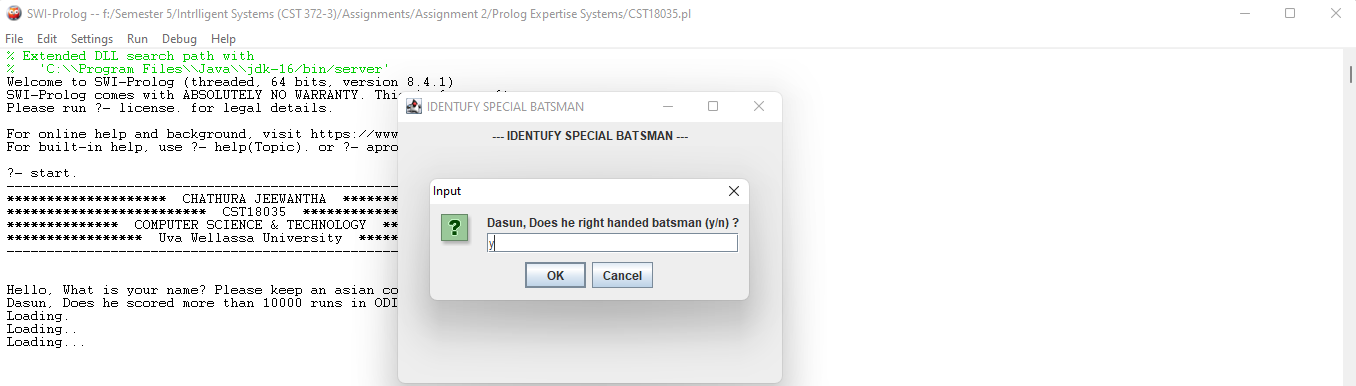 SWI-Prolog -- f:/Semester 5/Intrlligent Systems (CST 372-3)/Assignments/Assignment 2/Prolog Expertise Systems/CST18035.pl
File Edit Settings Run Debug Help
% Extended DLL search path with
% 'C:\\Program Files\\Java\\jdk-16/bin/server'
Welcome to SWI-Prolog (threaded, 64 bits, version 8.4.1)
SWI-Prolog comes with ABSOLUTELY NO WARRANTY.
Please run ?- license. for legal details.
For online help and background, visit https://www
For built-in help, use ?- help(Topic). or ?- apro
?- start.
--------------------------------------------------
******************** CHATHURA JEEWANTHA *******
************************* CST18035 ************
************** COMPUTER SCIENCE & TECHNOLOGY **
***************** Uva Wellassa University *****
--------------------------------------------------
Hello, What is your name? Please keep an asian co
Dasun, Does he scored more than 10000 runs in ODI
Loading.
Loading..
Loading...
IDENTUFY SPECIAL BATSMAN
--- IDENTUFY SPECIAL BATSMAN ---
Input
Dasun, Does he right handed batsman (y/n) ?
y
OK Cancel